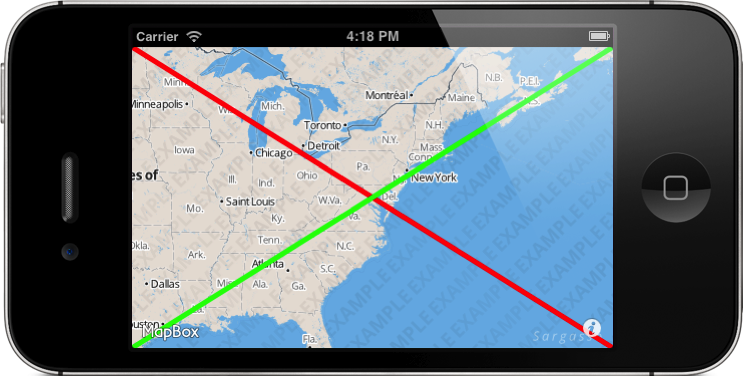 Carrier 4:18 PM
Minn.
Minneapolis
N.B.
P.E.I.
Montréal
Maine
Mich.
Toronto
N.H.
N.Y.
Mass.
Iowa
Chicago
Detroit
Conn.
Pa.
New York
es of
Ill.
Ind.
Ohio
Del.
Mo.
Saint Louis
W.Va.
Ky.
Va.
Okla.
Ark.
Tenn.
N.C.
Atlanta
S.C.
Dallas
Miss.
Ala.
Ga.
La.
ouston
MapBox
Fla.
Sargass
i
EXAMPLE EXAMPLE EXAMPLE